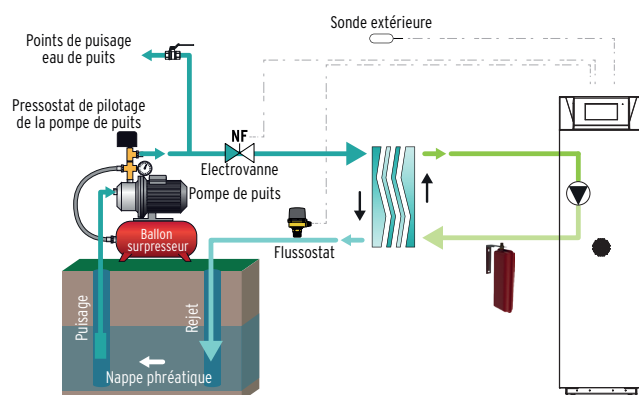 Sonde extérieure
Points de puisage
eau de puits
Pressostat de pilotage
de la pompe de puits
NF
Electrovanne
Pompe de puits
Ballon
surpresseur
Flussostat
Puisage
Rejet
Nappe phréatique